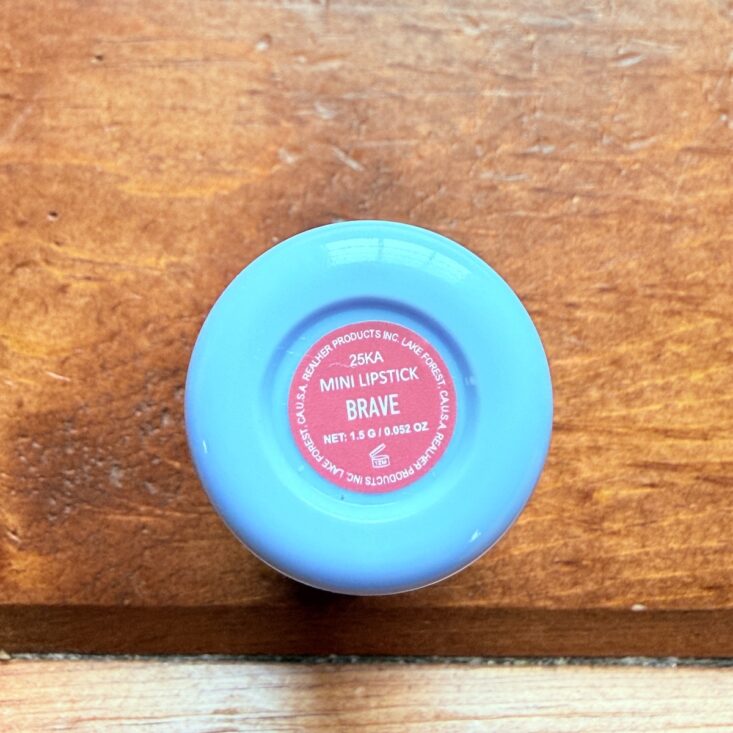 REALHER PRODUCTS INC. LAKE FOREST, CA.U.S.A. REALHER PRODUCTS INC. LAKE FOREST, CA.U.S.A.
25KA
MINI LIPSTICK
BRAVE
NET: 1.5 G / 0.052 OZ